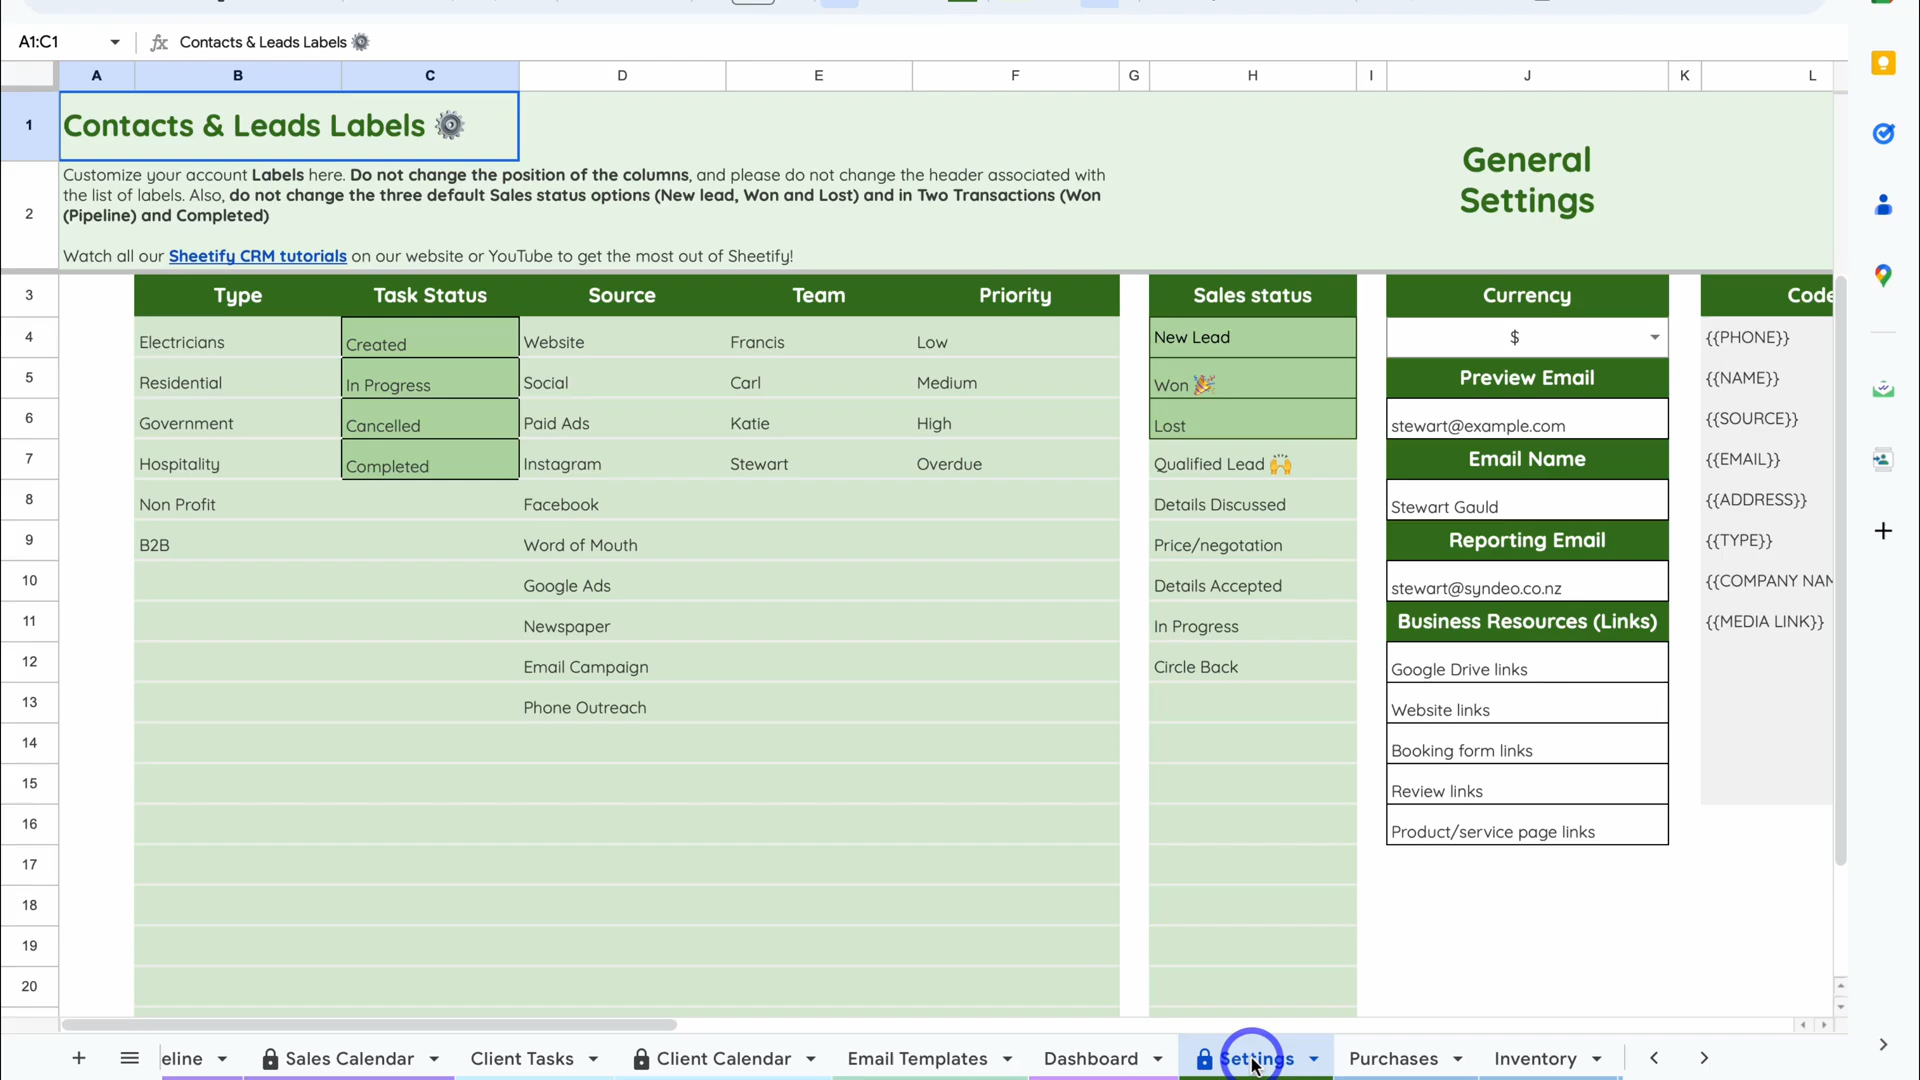 A1:C1
fx
Contacts & Leads Labels ⚙
A B C D E F G H I J K L
1
Contacts & Leads Labels ⚙
General
Settings
2
Customize your account Labels here. Do not change the position of the columns, and please do not change the header associated with
the list of labels. Also, do not change the three default Sales status options (New lead, Won and Lost) and in Two Transactions (Won
(Pipeline) and Completed)
Watch all our Sheetify CRM tutorials on our website or YouTube to get the most out of Sheetify!
3 Type Task Status Source Team Priority Sales status Currency Code
4 Electricians Created Website Francis Low New Lead $ {{PHONE}}
5 Residential In Progress Social Carl Medium Won 🎉 Preview Email {{NAME}}
6 Government Cancelled Paid Ads Katie High Lost stewart@example.com {{SOURCE}}
7 Hospitality Completed Instagram Stewart Overdue Qualified Lead 🙌 Email Name {{EMAIL}}
8 Non Profit Facebook Details Discussed Stewart Gauld {{ADDRESS}}
9 B2B Word of Mouth Price/negotation Reporting Email {{TYPE}}
10 Google Ads Details Accepted stewart@syndeo.co.nz {{COMPANY NAM
11 Newspaper In Progress Business Resources (Links) {{MEDIA LINK}}
12 Email Campaign Circle Back Google Drive links
13 Phone Outreach Website links
14 Booking form links
15 Review links
16 Product/service page links
17
18
19
20
eline Sales Calendar Client Tasks Client Calendar Email Templates Dashboard Settings Purchases Inventory